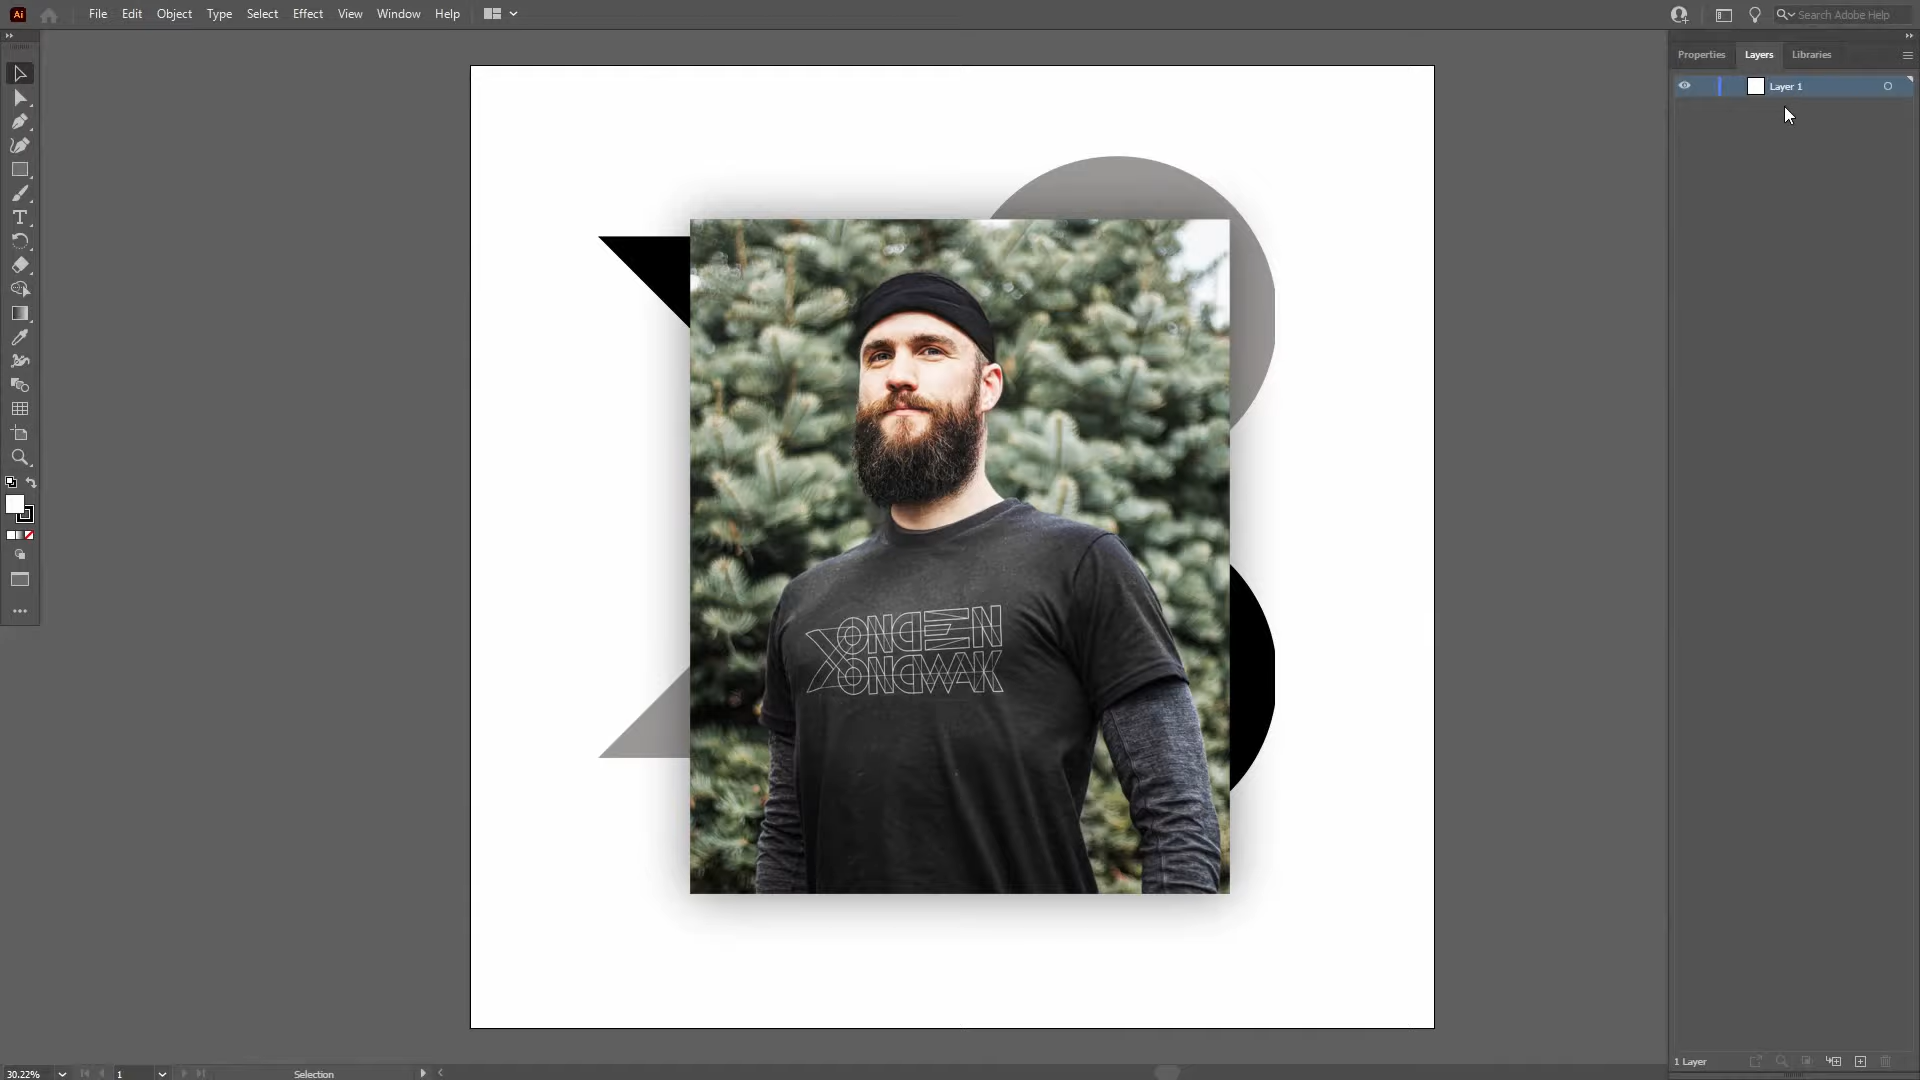 Ai File Edit Object Type Select Effect View Window Help Search Adobe Help
Properties Layers Libraries
Layer 1
1 Layer
30.22% 1 Selection